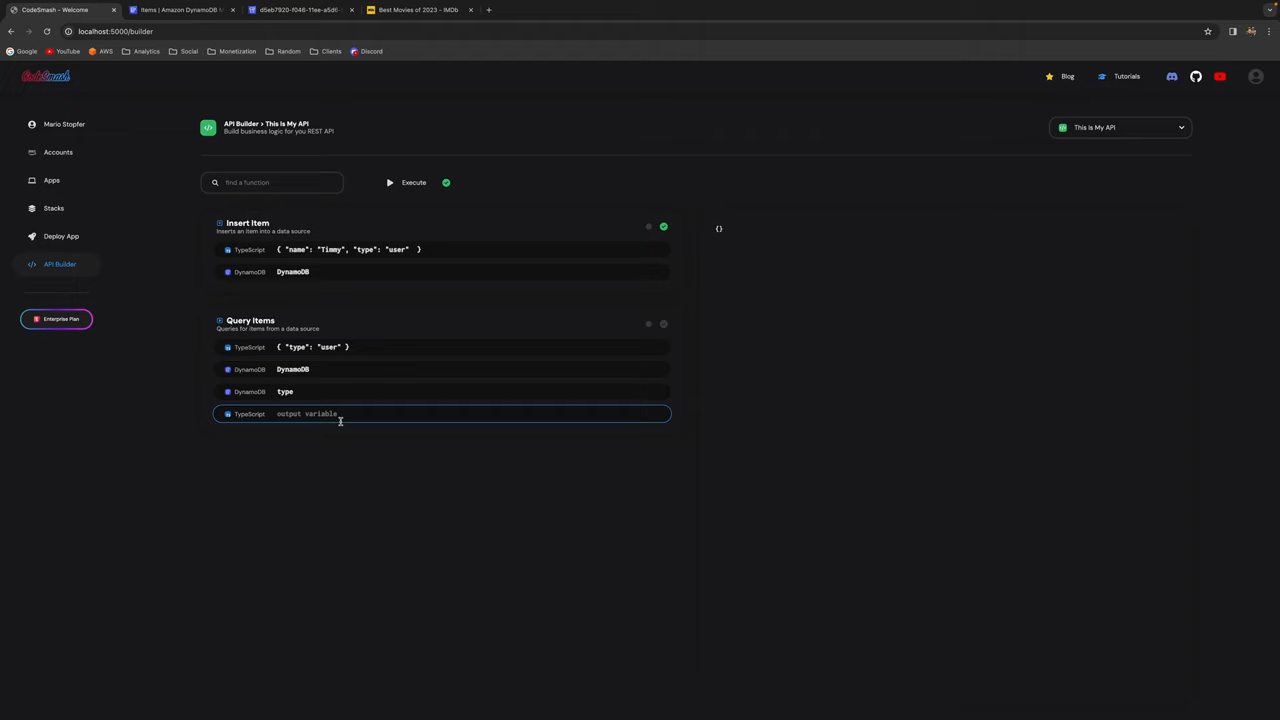 CodeSmash - Welcome
Items | Amazon DynamoDB M
d5eb7920-f046-11ee-a5d6-
Best Movies of 2023 - IMDb
localhost:5000/builder
Google
YouTube
AWS
Analytics
Social
Monetization
Random
Clients
Discord
CodeSmash
Blog
Tutorials
Mario Stopfer
Accounts
Apps
Stacks
Deploy App
API Builder
Enterprise Plan
API Builder > This Is My API
Build business logic for you REST API
This Is My API
find a function
Execute
Insert Item
Inserts an item into a data source
TypeScript { "name": "Timmy", "type": "user" }
DynamoDB DynamoDB
Query Items
Queries for items from a data source
TypeScript { "type": "user" }
DynamoDB DynamoDB
DynamoDB type
TypeScript output variable
{}